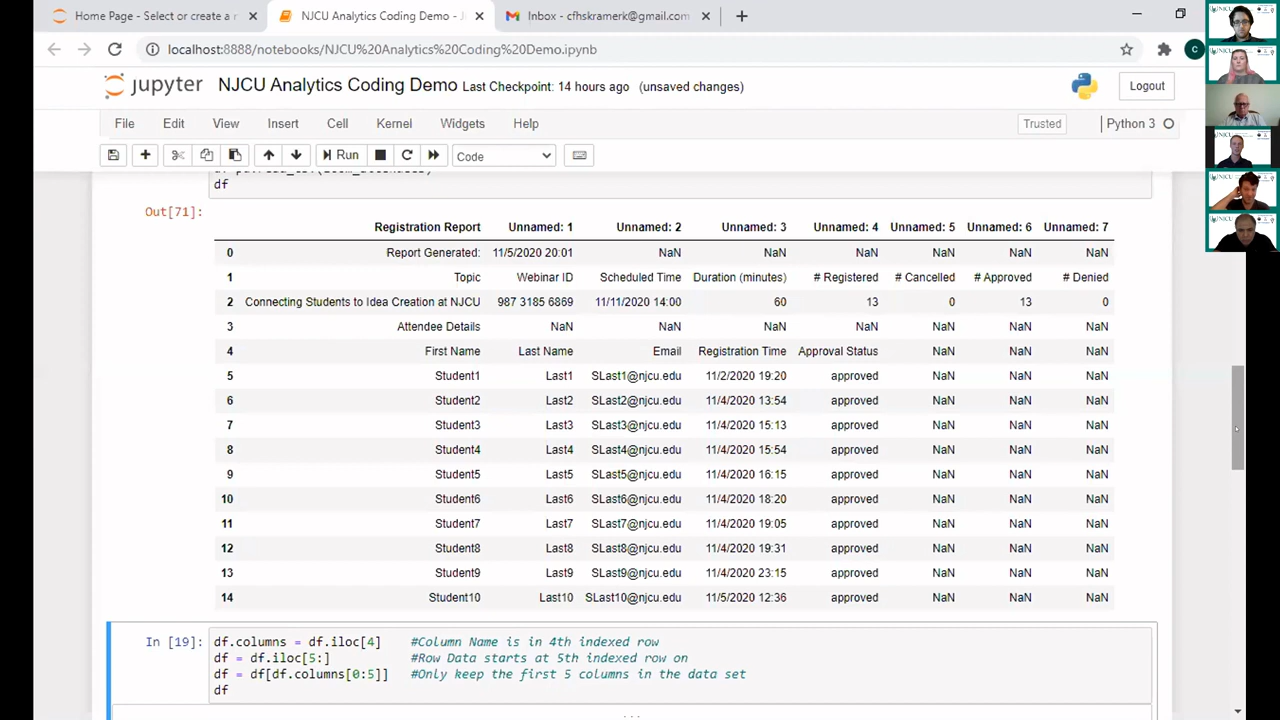 Home Page - Select or create a n
NJCU Analytics Coding Demo - J
localhost:8888/notebooks/NJCU%20Analytics%20Coding%20Demo.ipynb
C
jupyter NJCU Analytics Coding Demo Last Checkpoint: 14 hours ago (unsaved changes)
Logout
File Edit View Insert Cell Kernel Widgets Help
Trusted
Python 3
Run
Code
df
Out[71]:
Registration Report Unnamed: Unnamed: 2 Unnamed: 3 Unnamed: 4 Unnamed: 5 Unnamed: 6 Unnamed: 7
0 Report Generated: 11/5/2020 20:01 NaN NaN NaN NaN NaN NaN
1 Topic Webinar ID Scheduled Time Duration (minutes) # Registered # Cancelled # Approved # Denied
2 Connecting Students to Idea Creation at NJCU 987 3185 6869 11/11/2020 14:00 60 13 0 13 0
3 Attendee Details NaN NaN NaN NaN NaN NaN NaN
4 First Name Last Name Email Registration Time Approval Status NaN NaN NaN
5 Student1 Last1 SLast1@njcu.edu 11/2/2020 19:20 approved NaN NaN NaN
6 Student2 Last2 SLast2@njcu.edu 11/4/2020 13:54 approved NaN NaN NaN
7 Student3 Last3 SLast3@njcu.edu 11/4/2020 15:13 approved NaN NaN NaN
8 Student4 Last4 SLast4@njcu.edu 11/4/2020 15:54 approved NaN NaN NaN
9 Student5 Last5 SLast5@njcu.edu 11/4/2020 16:15 approved NaN NaN NaN
10 Student6 Last6 SLast6@njcu.edu 11/4/2020 18:20 approved NaN NaN NaN
11 Student7 Last7 SLast7@njcu.edu 11/4/2020 19:05 approved NaN NaN NaN
12 Student8 Last8 SLast8@njcu.edu 11/4/2020 19:31 approved NaN NaN NaN
13 Student9 Last9 SLast9@njcu.edu 11/4/2020 23:15 approved NaN NaN NaN
14 Student10 Last10 SLast10@njcu.edu 11/5/2020 12:36 approved NaN NaN NaN
In [19]:
df.columns = df.iloc[4] #Column Name is in 4th indexed row
df = df.iloc[5:] #Row Data starts at 5th indexed row on
df = df[df.columns[0:5]] #Only keep the first 5 columns in the data set
df